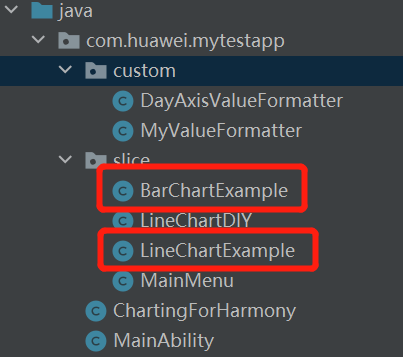 java
com.huawei.mytestapp
custom
DayAxisValueFormatter
MyValueFormatter
slice
BarChartExample
LineChartDIY
LineChartExample
MainMenu
ChartingForHarmony
MainAbility